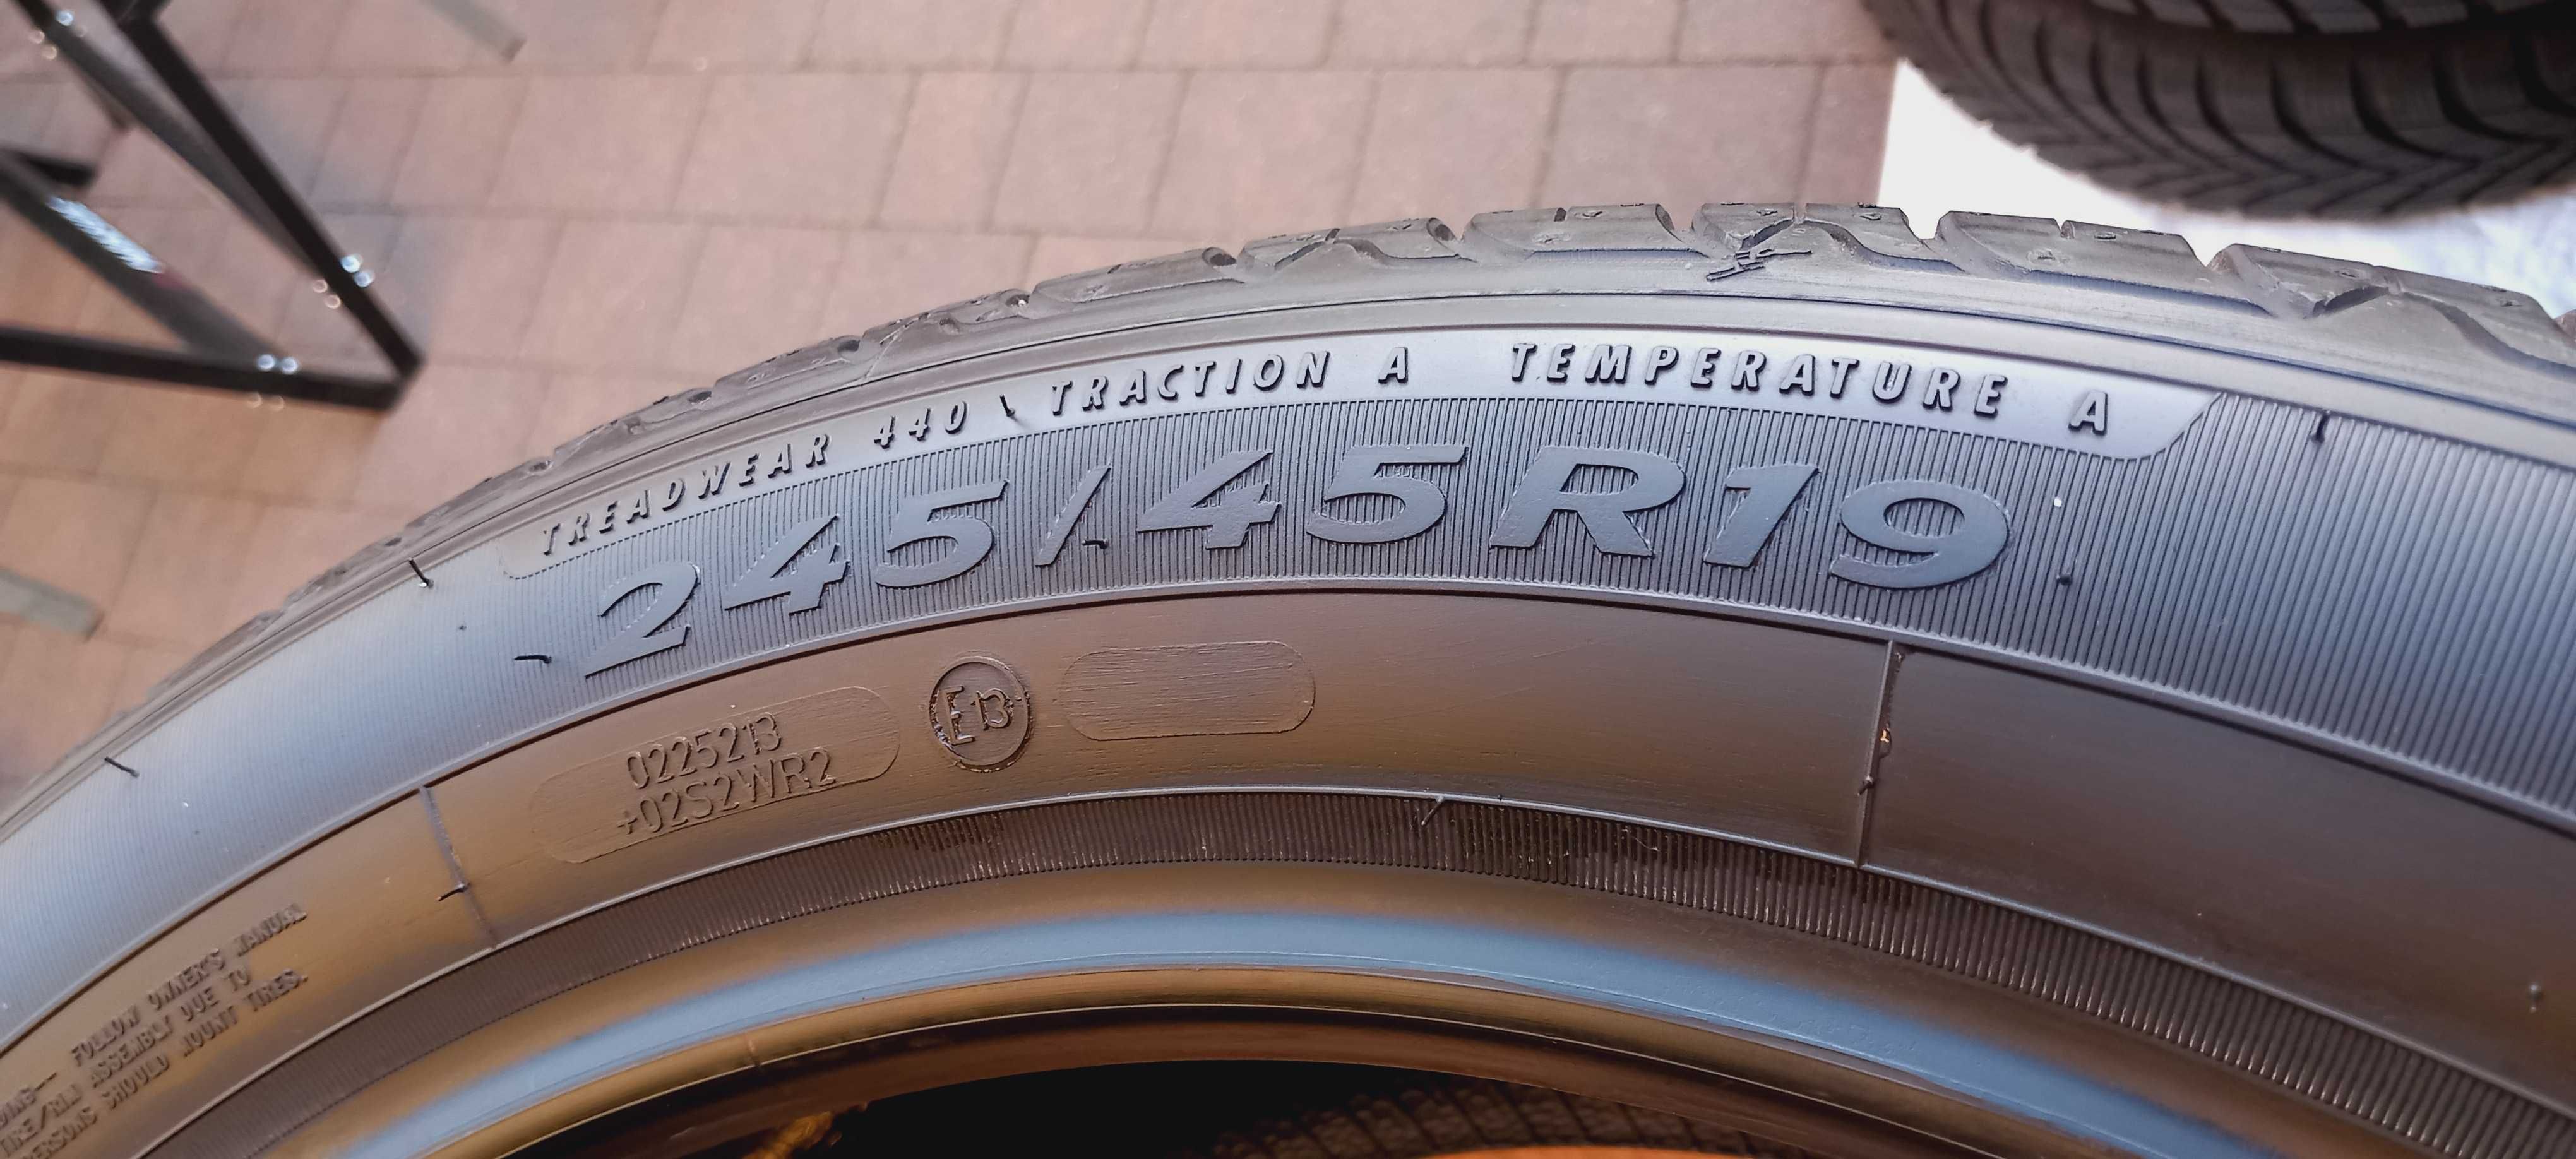 TREADWEAR 440 TRACTION A TEMPERATURE A
245/45R19
0225213
+02S2WR2
E13
FOLLOW OWNER'S MANUAL
TIRE/RIM ASSEMBLY DUE TO
PERSONS SHOULD MOUNT TIRES.